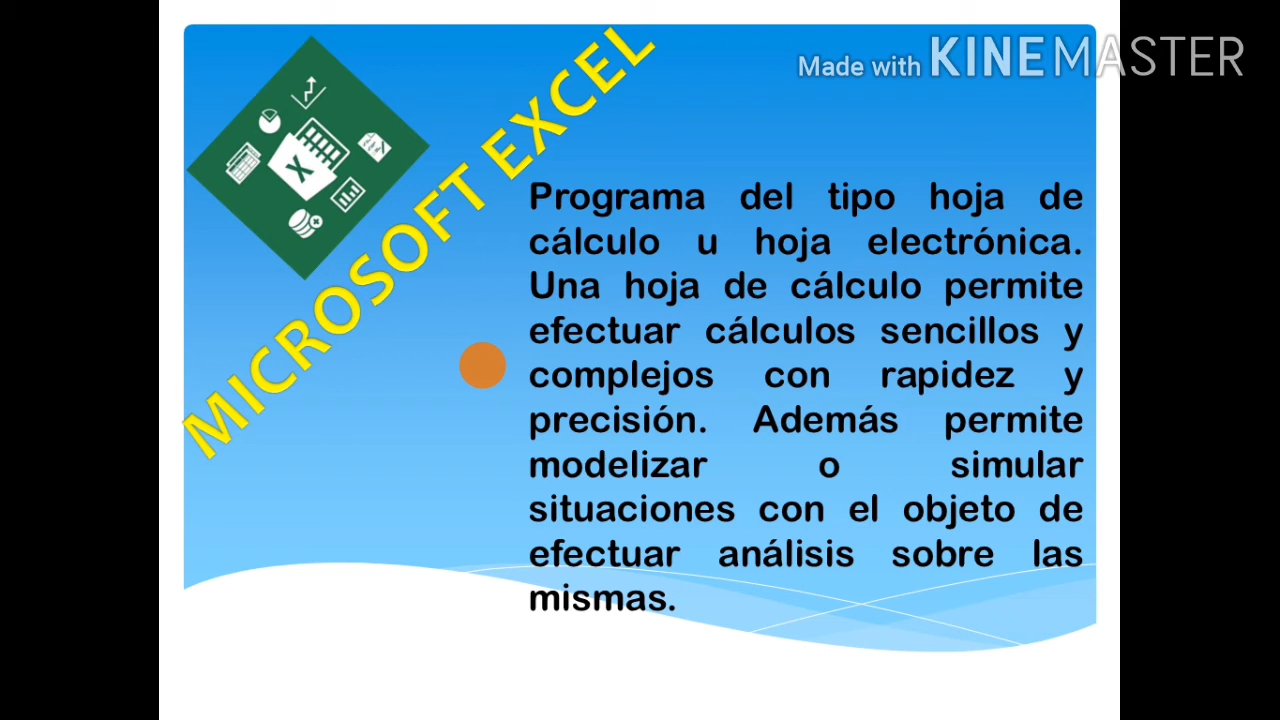 Made with KINEMASTER
MICROSOFT EXCEL
X
Programa del tipo hoja de
cálculo u hoja electrónica.
Una hoja de cálculo permite
efectuar cálculos sencillos y
complejos con rapidez y
precisión. Además permite
modelizar o simular
situaciones con el objeto de
efectuar análisis sobre las
mismas.